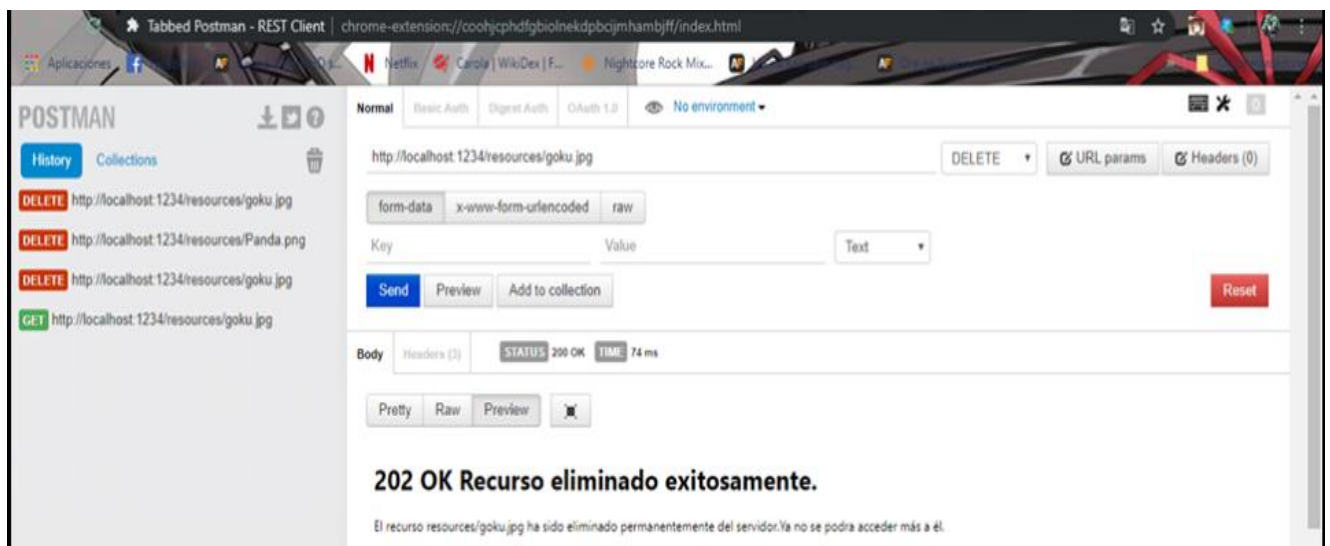 Tabbed Postman - REST Client | chrome-extension://coohjcphdfgbiolnekdpbcijmhambjff/index.html
Aplicaciones Netflix Carola | WikiDex | F... Nightcore Rock Mix...
POSTMAN
History Collections
DELETE http://localhost:1234/resources/goku.jpg
DELETE http://localhost:1234/resources/Panda.png
DELETE http://localhost:1234/resources/goku.jpg
GET http://localhost:1234/resources/goku.jpg
Normal Basic Auth Digest Auth OAuth 1.0 No environment
0
http://localhost:1234/resources/goku.jpg DELETE URL params Headers (0)
form-data x-www-form-urlencoded raw
Key Value Text
Send Preview Add to collection Reset
Body Headers (3) STATUS 200 OK TIME 74 ms
Pretty Raw Preview
202 OK Recurso eliminado exitosamente.
El recurso resources/goku.jpg ha sido eliminado permanentemente del servidor.Ya no se podra acceder más a él.